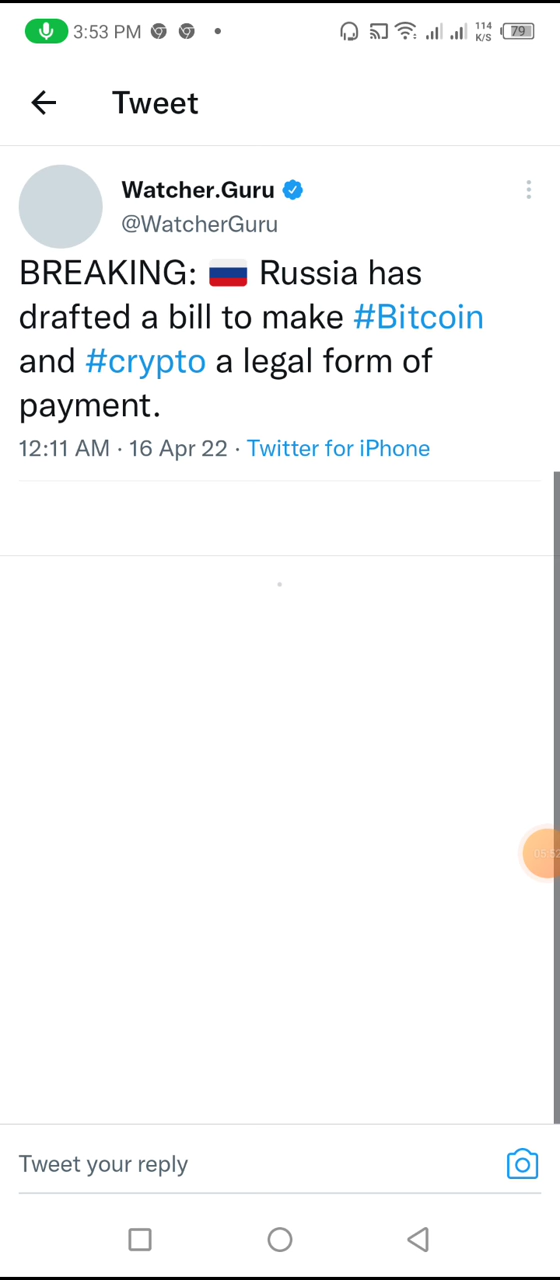 3:53 PM
114
K/S
79
Tweet
Watcher.Guru
@WatcherGuru
BREAKING: 🇷🇺 Russia has
drafted a bill to make #Bitcoin
and #crypto a legal form of
payment.
12:11 AM · 16 Apr 22 · Twitter for iPhone
Tweet your reply